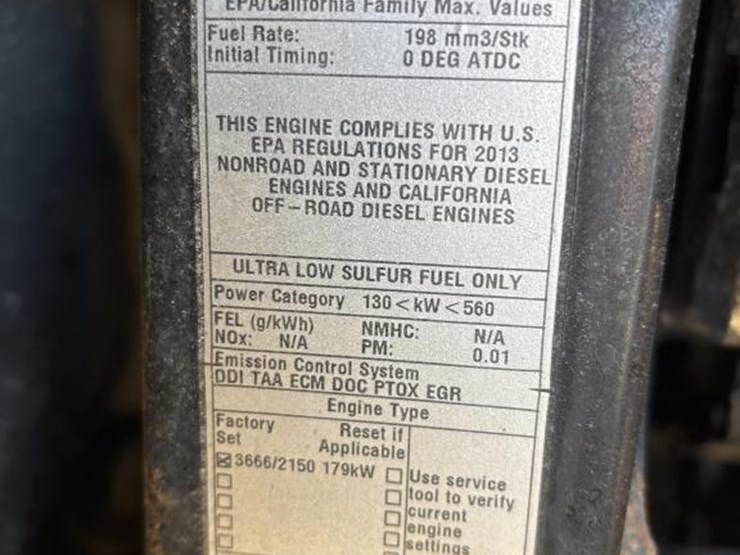 EPA/California Family Max. Values
Fuel Rate: 198 mm3/Stk
Initial Timing: 0 DEG ATDC
THIS ENGINE COMPLIES WITH U.S.
EPA REGULATIONS FOR 2013
NONROAD AND STATIONARY DIESEL
ENGINES AND CALIFORNIA
OFF-ROAD DIESEL ENGINES
ULTRA LOW SULFUR FUEL ONLY
Power Category 130<kW<560
FEL (g/kWh) NMHC: N/A
NOx: N/A PM: 0.01
Emission Control System
DDI TAA ECM DOC PTOX EGR
Engine Type
Factory Set
Reset if Applicable
3666/2150 179kW
Use service
tool to verify
current
engine
settings